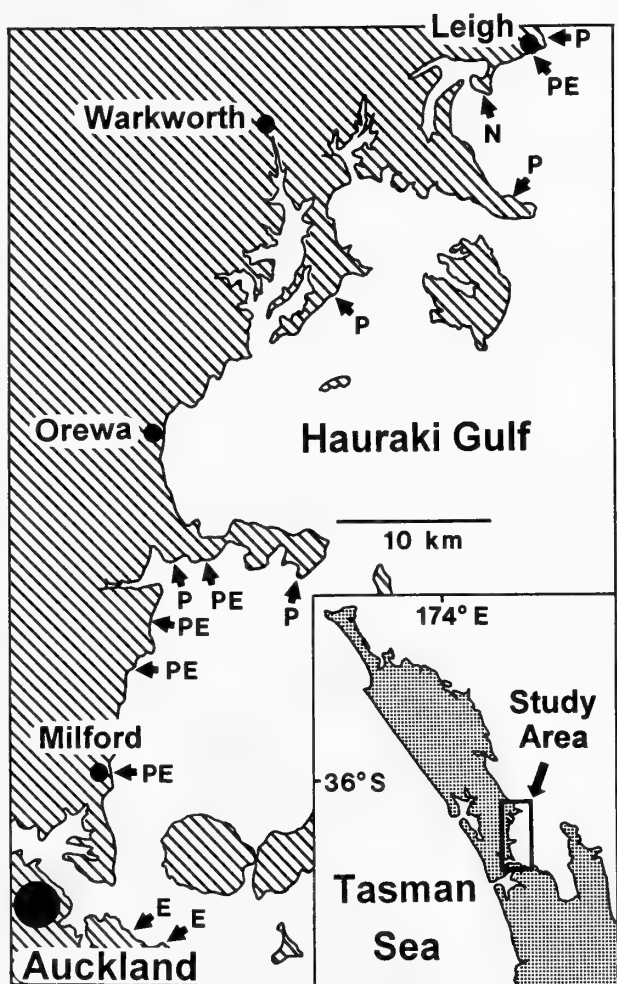 Leigh
P
PE
Warkworth
N
P
P
Orewa
Hauraki Gulf
10 km
P
PE
P
PE
174° E
PE
Study
Area
Milford
PE
36°S
E
E
Tasman
Sea
Auckland